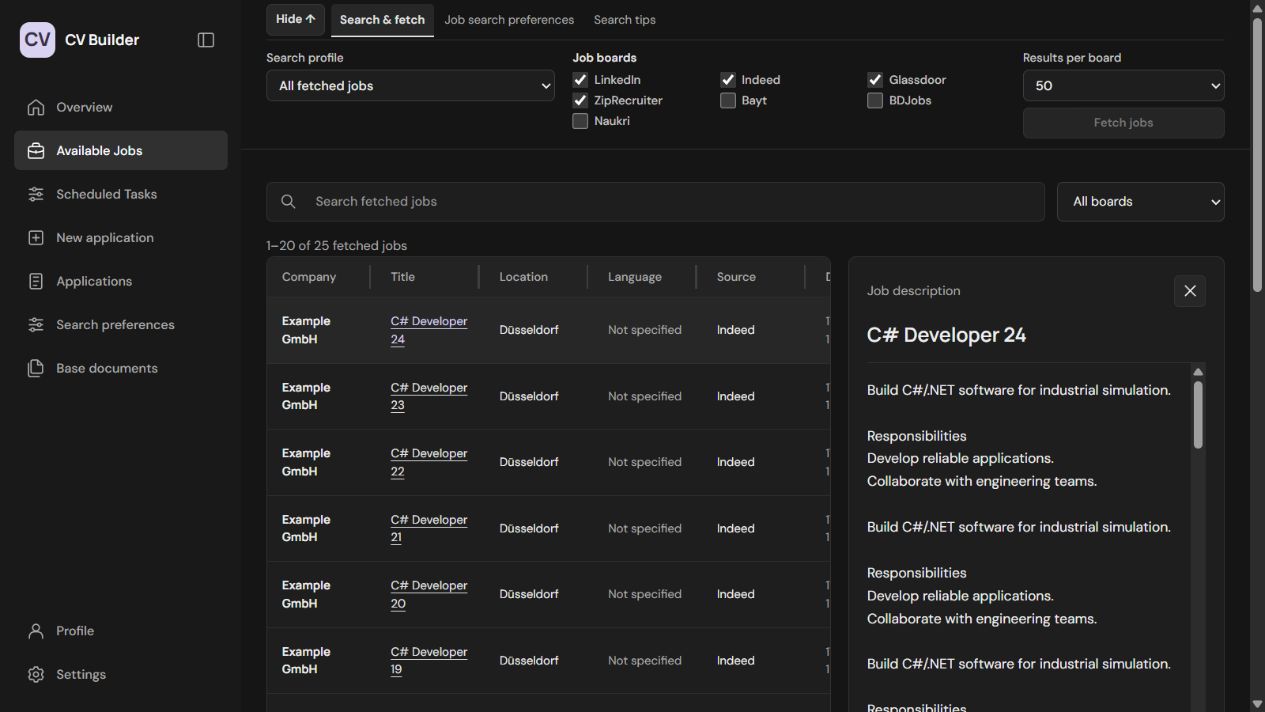 CV CV Builder
Overview
Available Jobs
Scheduled Tasks
New application
Applications
Search preferences
Base documents
Profile
Settings
Hide ↑ Search & fetch Job search preferences Search tips
Search profile
All fetched jobs
Job boards
LinkedIn Indeed Glassdoor
ZipRecruiter Bayt BDJobs
Naukri
Results per board
50
Fetch jobs
Search fetched jobs
All boards
1–20 of 25 fetched jobs
Company Title Location Language Source
Example GmbH C# Developer 24 Düsseldorf Not specified Indeed
Example GmbH C# Developer 23 Düsseldorf Not specified Indeed
Example GmbH C# Developer 22 Düsseldorf Not specified Indeed
Example GmbH C# Developer 21 Düsseldorf Not specified Indeed
Example GmbH C# Developer 20 Düsseldorf Not specified Indeed
Example GmbH C# Developer 19 Düsseldorf Not specified Indeed
Job description
C# Developer 24
Build C#/.NET software for industrial simulation.
Responsibilities
Develop reliable applications.
Collaborate with engineering teams.
Build C#/.NET software for industrial simulation.
Responsibilities
Develop reliable applications.
Collaborate with engineering teams.
Build C#/.NET software for industrial simulation.
Responsibilities